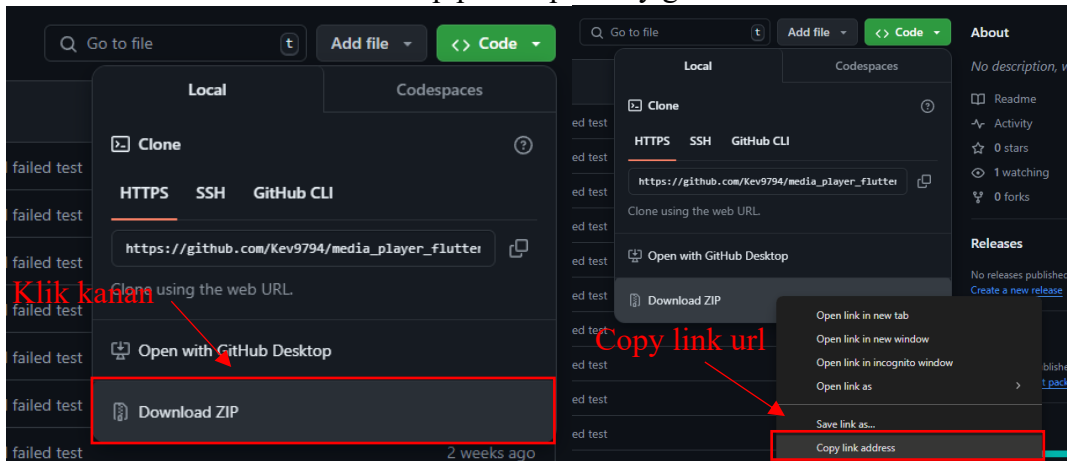 Go to file t Add file <> Code
Local Codespaces
Clone
failed test
HTTPS SSH GitHub CLI
failed test
https://github.com/Kev9794/media_player_flutter
failed test
Klik kanan
Clone using the web URL.
failed test
Open with GitHub Desktop
failed test
Download ZIP
failed test
failed test
2 weeks ago
Go to file t Add file <> Code
Local Codespaces
Clone
ed test
HTTPS SSH GitHub CLI
ed test
https://github.com/Kev9794/media_player_flutter
ed test
Clone using the web URL.
ed test
Open with GitHub Desktop
ed test
Download ZIP
ed test
ed test
Copy link url
ed test
ed test
ed test
Open link in new tab
Open link in new window
Open link in incognito window
Open link as
Save link as...
Copy link address
About
No description, w
Readme
Activity
0 stars
1 watching
0 forks
Releases
No releases published
Create a new release
blishe
t pack